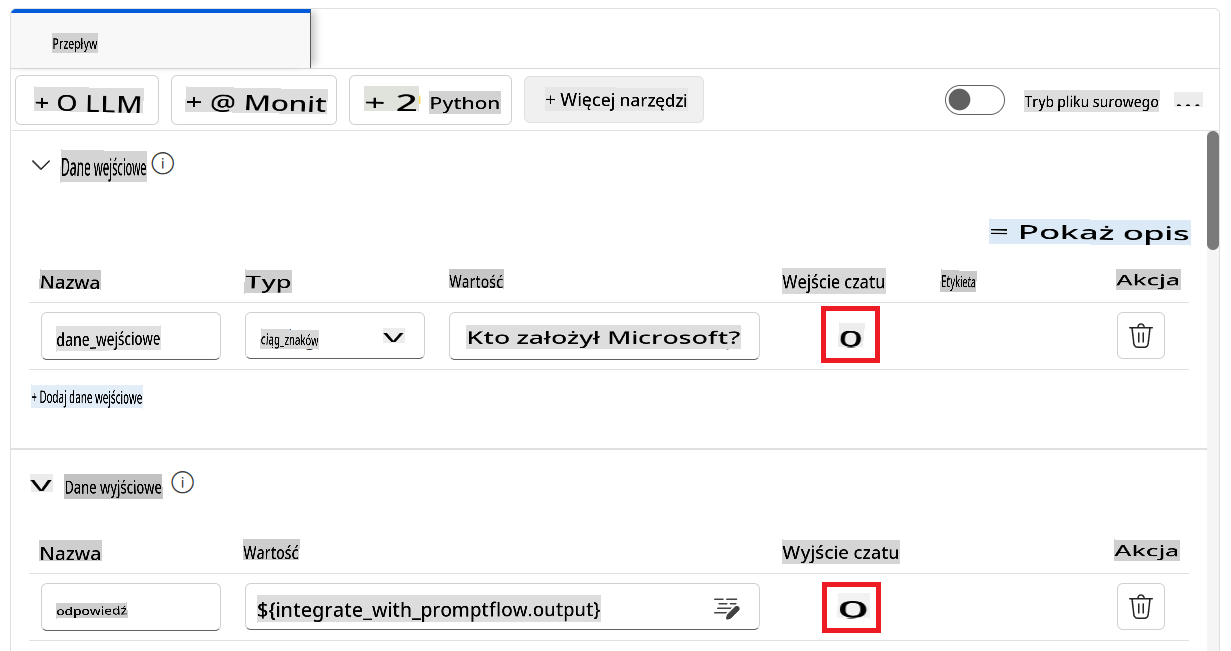 Przepływ
+ O LLM + @ Monit + 2 Python + Więcej narzędzi Tryb pliku surowego ...
Dane wejściowe
= Pokaż opis
Nazwa Typ Wartość Wejście czatu Etykieta Akcja
dane_wejściowe ciąg_znaków Kto założył Microsoft? O
+ Dodaj dane wejściowe
Dane wyjściowe
Nazwa Wartość Wyjście czatu Akcja
odpowiedź ${integrate_with_promptflow.output} O